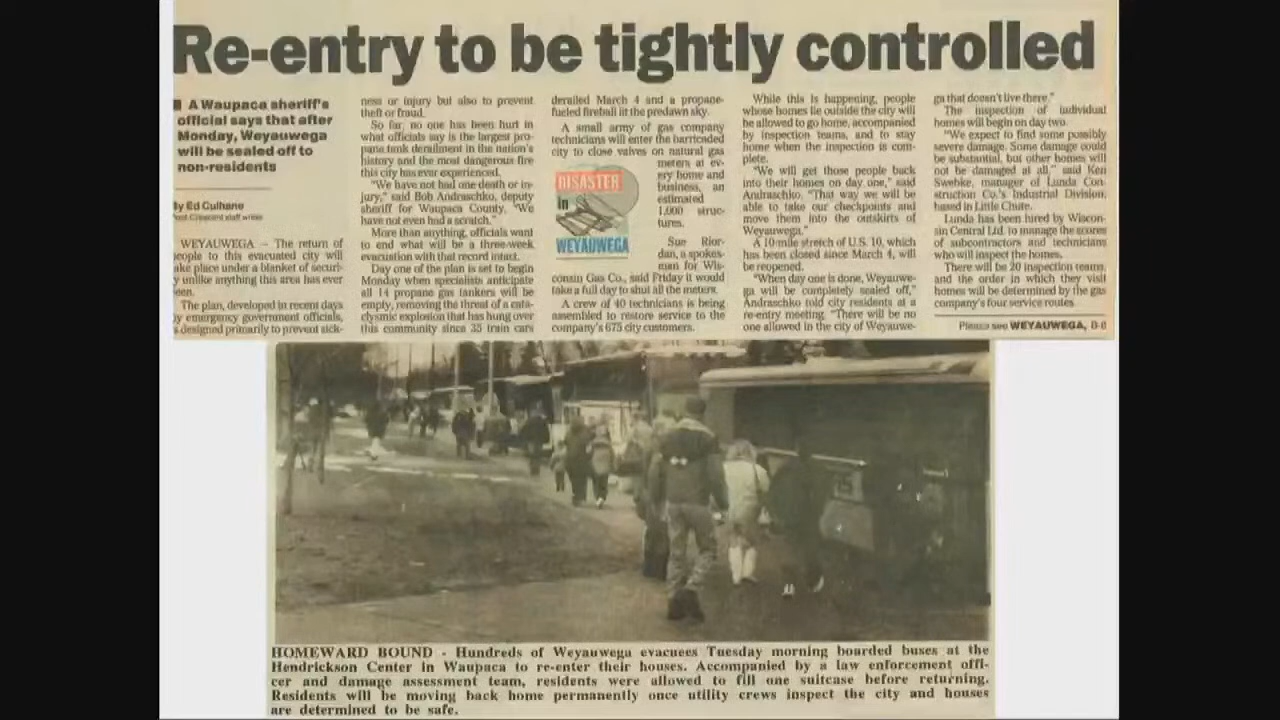 Re-entry to be tightly controlled
■ A Waupaca sheriff's
official says that after
Monday, Weyauwega
will be sealed off to
non-residents
By Ed Culhane
Post-Crescent staff writer
WEYAUWEGA — The return of
people to this evacuated city will
take place under a blanket of securi-
y unlike anything this area has ever
seen.
The plan, developed in recent days
by emergency government officials,
s designed primarily to prevent sick-
ness or injury but also to prevent
theft or fraud.
So far, no one has been hurt in
what officials say is the largest pro-
pane tank derailment in the nation's
history and the most dangerous fire
this city has ever experienced.
"We have not had one death or in-
jury," said Bob Andraschko, deputy
sheriff for Waupaca County. "We
have not even had a scratch."
More than anything, officials want
to end what will be a three-week
evacuation with that record intact.
Day one of the plan is set to begin
Monday when specialists anticipate
all 14 propane gas tankers will be
empty, removing the threat of a cata-
clysmic explosion that has hung over
this community since 35 train cars
derailed March 4 and a propane-
fueled fireball lit the predawn sky.
A small army of gas company
technicians will enter the barricaded
city to close valves on natural gas
meters at ev-
ery home and
business, an
estimated
1,000 struc-
tures.
DISASTER
in
WEYAUWEGA
Sue Rior-
dan, a spokes-
man for Wis-
consin Gas Co., said Friday it would
take a full day to shut all the meters.
A crew of 40 technicians is being
assembled to restore service to the
company's 675 city customers.
While this is happening, people
whose homes lie outside the city will
be allowed to go home, accompanied
by inspection teams, and to stay
home when the inspection is com-
plete.
"We will get those people back
into their homes on day one," said
Andraschko. "That way we will be
able to take our checkpoints and
move them into the outskirts of
Weyauwega."
A 10-mile stretch of U.S. 10, which
has been closed since March 4, will
be reopened.
"When day one is done, Weyauwe-
ga will be completely sealed off,"
Andraschko told city residents at a
re-entry meeting. "There will be no
one allowed in the city of Weyauwe-
ga that doesn't live there."
The inspection of individual
homes will begin on day two.
"We expect to find some possibly
severe damage. Some damage could
be substantial, but other homes will
not be damaged at all," said Ken
Swebke, manager of Lunda Con-
struction Co.'s Industrial Division,
based in Little Chute.
Lunda has been hired by Wiscon-
sin Central Ltd. to manage the scores
of subcontractors and technicians
who will inspect the homes.
There will be 20 inspection teams,
and the order in which they visit
homes will be determined by the gas
company's four service routes.
Please see WEYAUWEGA, B-6
HOMEWARD BOUND - Hundreds of Weyauwega evacuees Tuesday morning boarded buses at the
Hendrickson Center in Waupaca to re-enter their houses. Accompanied by a law enforcement offi-
cer and damage assessment team, residents were allowed to fill one suitcase before returning.
Residents will be moving back home permanently once utility crews inspect the city and houses
are determined to be safe.